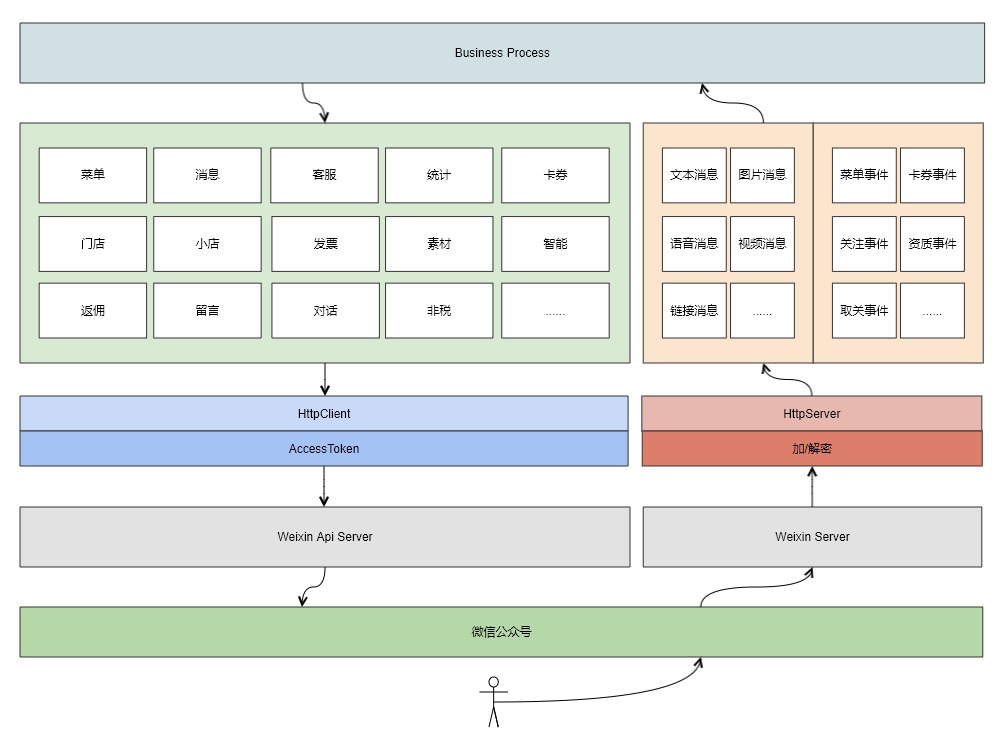 Business Process
菜单
消息
客服
统计
卡券
门店
小店
发票
素材
智能
返佣
留言
对话
非税
......
文本消息
图片消息
语音消息
视频消息
链接消息
......
菜单事件
卡券事件
关注事件
资质事件
取关事件
......
HttpClient
AccessToken
HttpServer
加/解密
Weixin Api Server
Weixin Server
微信公众号